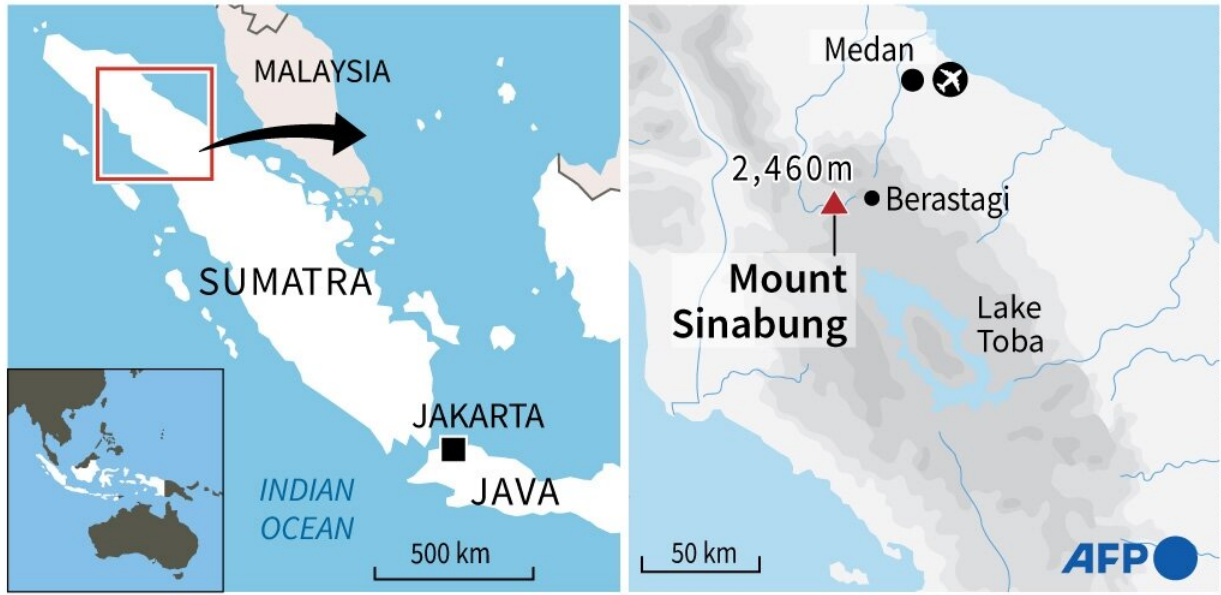 MALAYSIA
SUMATRA
JAKARTA
JAVA
INDIAN
OCEAN
500 km
Medan
2,460m
Berastagi
Mount
Sinabung
Lake
Toba
50 km
AFP